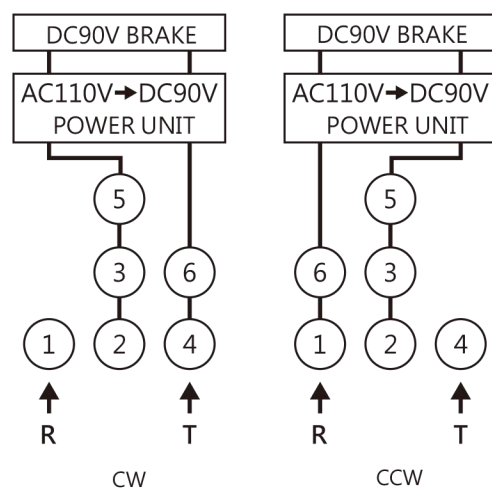 DC90V BRAKE
AC110V→DC90V
POWER UNIT
5
3 6
1 2 4
R T
CW
DC90V BRAKE
AC110V→DC90V
POWER UNIT
5
6 3
1 2 4
R T
CCW